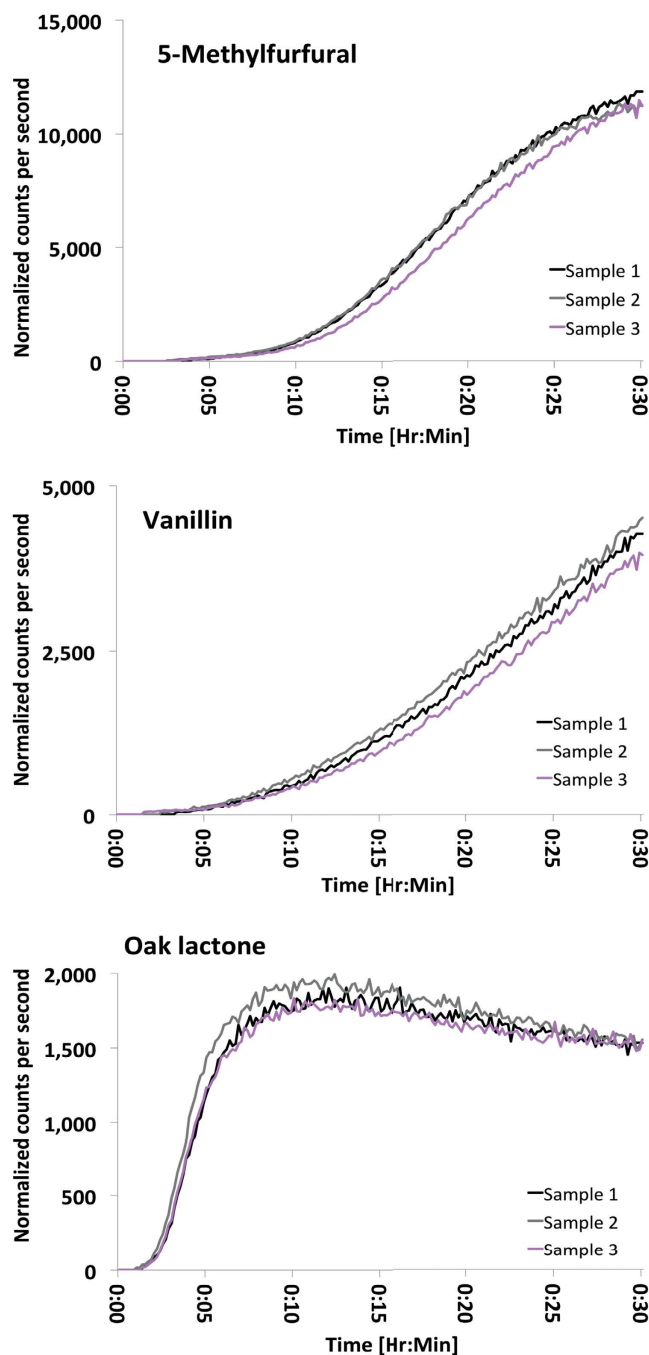 5-Methylfurfural
Normalized counts per second
15,000
10,000
5,000
0
Sample 1
Sample 2
Sample 3
0:00 0:05 0:10 0:15 0:20 0:25 0:30
Time [Hr:Min]
Vanillin
Normalized counts per second
5,000
2,500
0
Sample 1
Sample 2
Sample 3
0:00 0:05 0:10 0:15 0:20 0:25 0:30
Time [Hr:Min]
Oak lactone
Normalized counts per second
2,000
1,500
1,000
500
0
Sample 1
Sample 2
Sample 3
0:00 0:05 0:10 0:15 0:20 0:25 0:30
Time [Hr:Min]